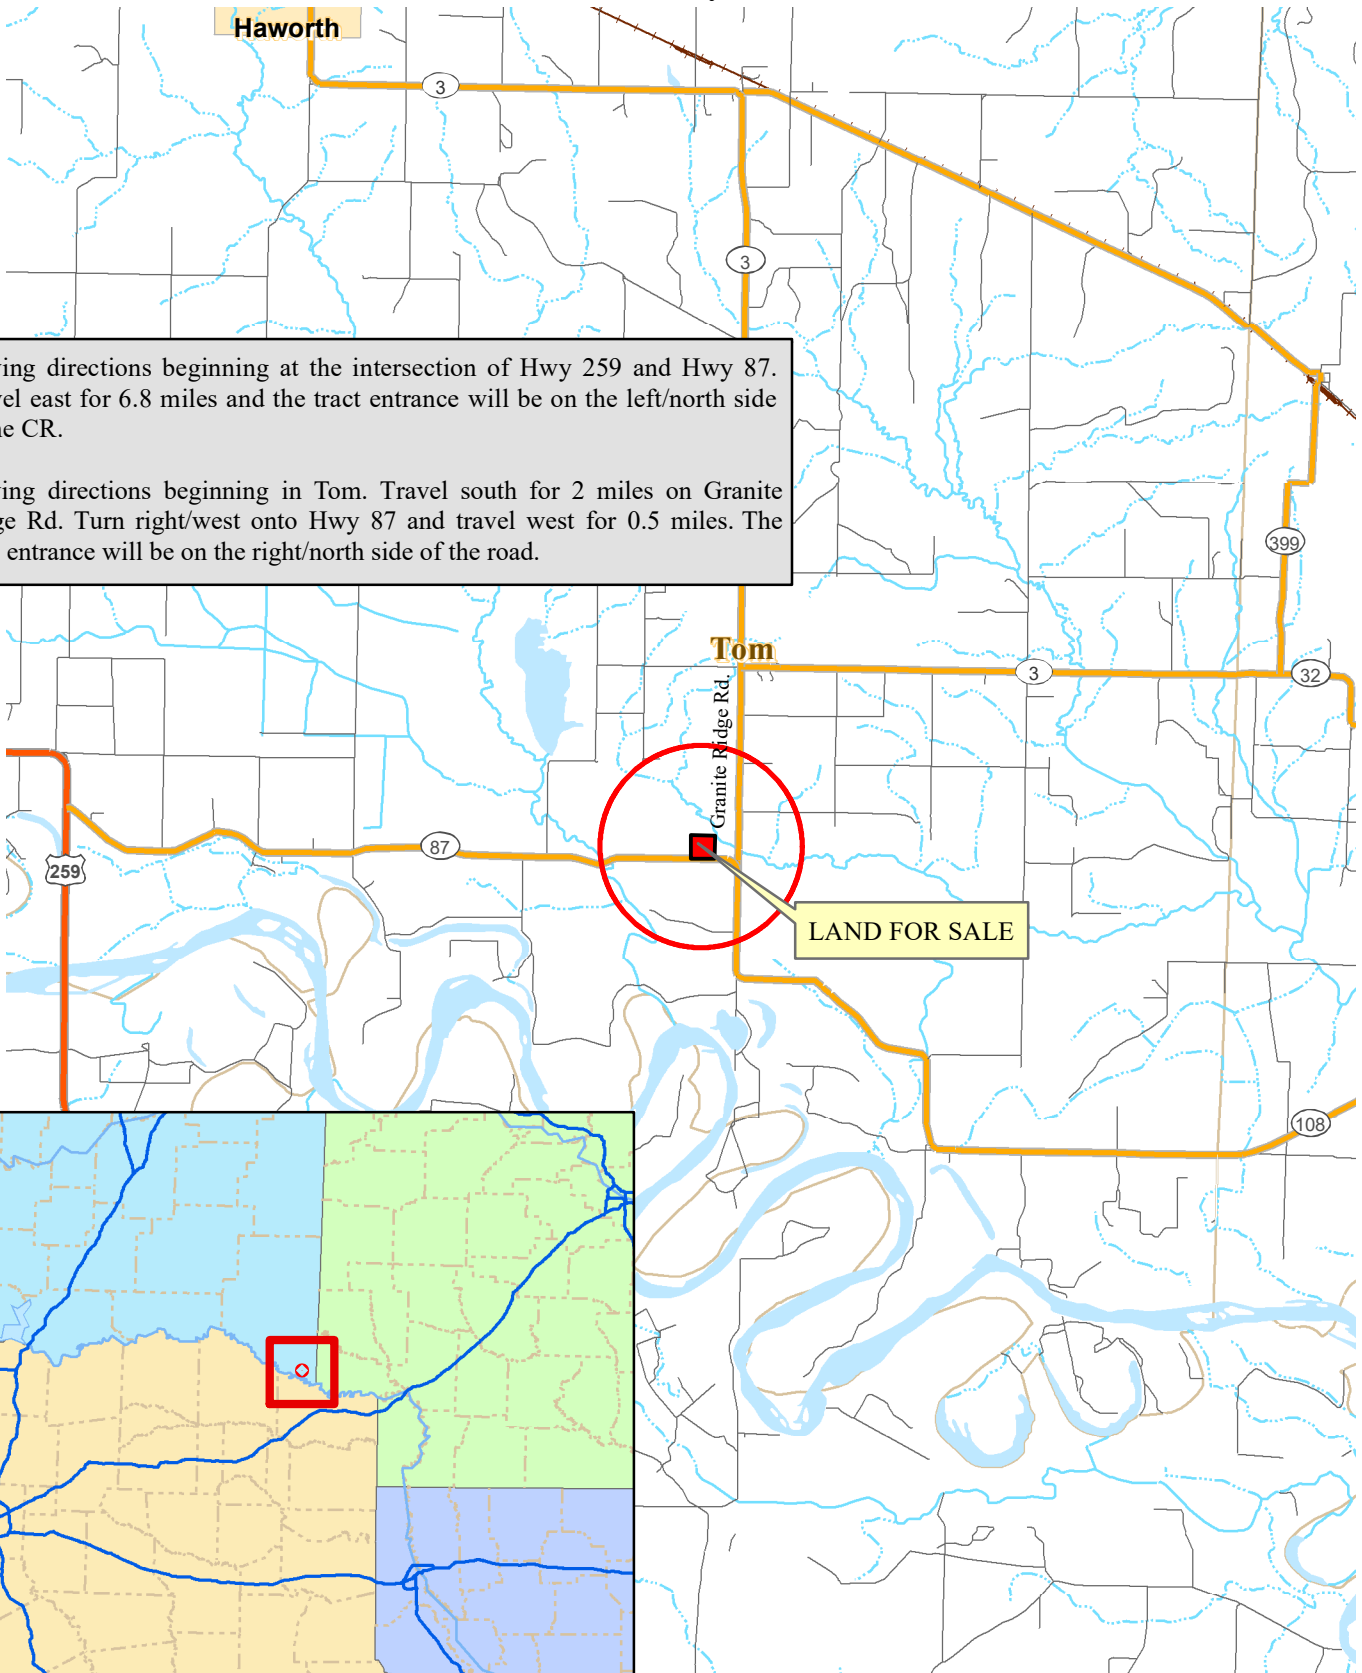 Haworth
3
3
ing directions beginning at the intersection of Hwy 259 and Hwy 87.
el east for 6.8 miles and the tract entrance will be on the left/north side
e CR.
ing directions beginning in Tom. Travel south for 2 miles on Granite
ge Rd. Turn right/west onto Hwy 87 and travel west for 0.5 miles. The
entrance will be on the right/north side of the road.
399
Tom
3
32
Granite Ridge Rd.
87
259
LAND FOR SALE
108